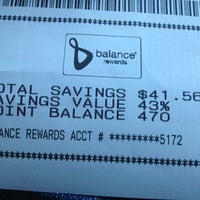 balance®
rewards
OTAL SAVINGS $41.56
AVINGS VALUE 43%
OINT BALANCE 470
ANCE REWARDS ACCT # *********5172